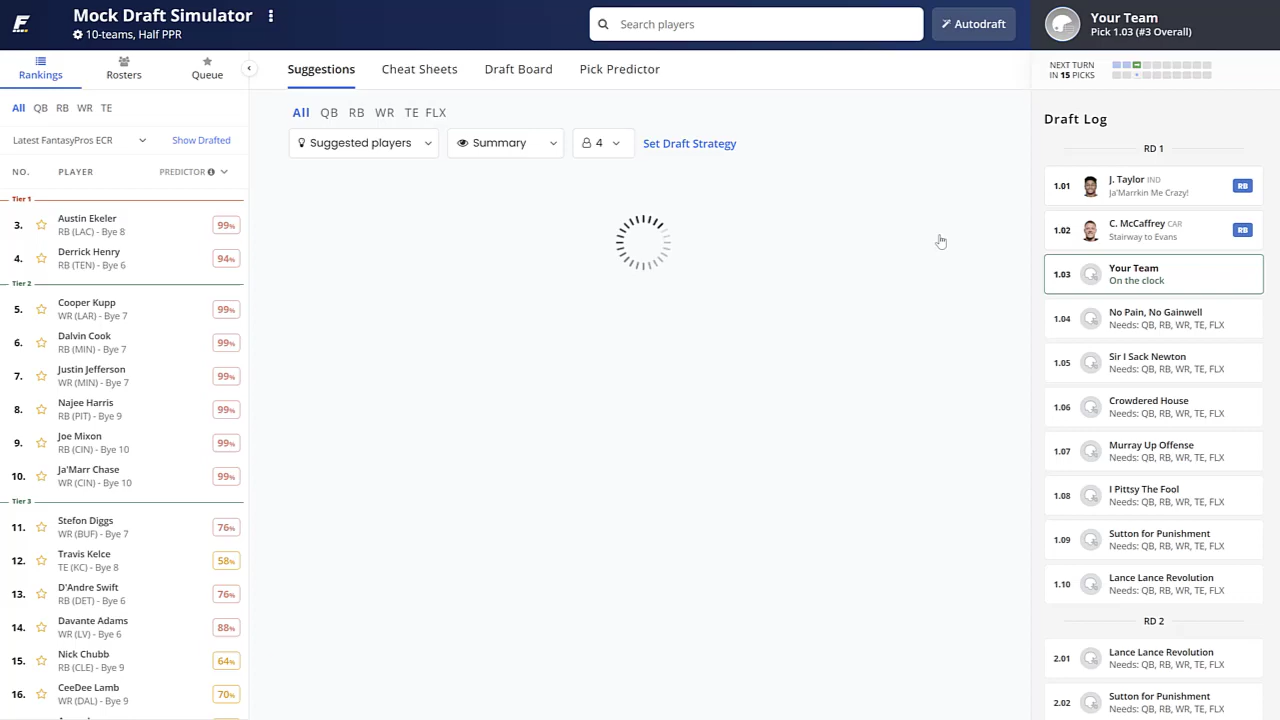 Mock Draft Simulator
10-teams, Half PPR
Search players
Autodraft
Your Team
Pick 1.03 (#3 Overall)
Rankings
Rosters
Queue
Suggestions
Cheat Sheets
Draft Board
Pick Predictor
NEXT TURN
IN 15 PICKS
All QB RB WR TE
Latest FantasyPros ECR
Show Drafted
NO. PLAYER PREDICTOR
Tier 1
3. Austin Ekeler
RB (LAC) - Bye 8
99%
4. Derrick Henry
RB (TEN) - Bye 6
94%
Tier 2
5. Cooper Kupp
WR (LAR) - Bye 7
99%
6. Dalvin Cook
RB (MIN) - Bye 7
99%
7. Justin Jefferson
WR (MIN) - Bye 7
99%
8. Najee Harris
RB (PIT) - Bye 9
99%
9. Joe Mixon
RB (CIN) - Bye 10
99%
10. Ja'Marr Chase
WR (CIN) - Bye 10
99%
Tier 3
11. Stefon Diggs
WR (BUF) - Bye 7
76%
12. Travis Kelce
TE (KC) - Bye 8
58%
13. D'Andre Swift
RB (DET) - Bye 6
76%
14. Davante Adams
WR (LV) - Bye 6
88%
15. Nick Chubb
RB (CLE) - Bye 9
64%
16. CeeDee Lamb
WR (DAL) - Bye 9
70%
All QB RB WR TE FLX
Suggested players
Summary
4
Set Draft Strategy
Draft Log
RD 1
1.01 J. Taylor IND
Ja'Marrkin Me Crazy!
RB
1.02 C. McCaffrey CAR
Stairway to Evans
RB
1.03 Your Team
On the clock
1.04 No Pain, No Gainwell
Needs: QB, RB, WR, TE, FLX
1.05 Sir I Sack Newton
Needs: QB, RB, WR, TE, FLX
1.06 Crowdered House
Needs: QB, RB, WR, TE, FLX
1.07 Murray Up Offense
Needs: QB, RB, WR, TE, FLX
1.08 I Pittsy The Fool
Needs: QB, RB, WR, TE, FLX
1.09 Sutton for Punishment
Needs: QB, RB, WR, TE, FLX
1.10 Lance Lance Revolution
Needs: QB, RB, WR, TE, FLX
RD 2
2.01 Lance Lance Revolution
Needs: QB, RB, WR, TE, FLX
2.02 Sutton for Punishment
Needs: QB, RB, WR, TE, FLX